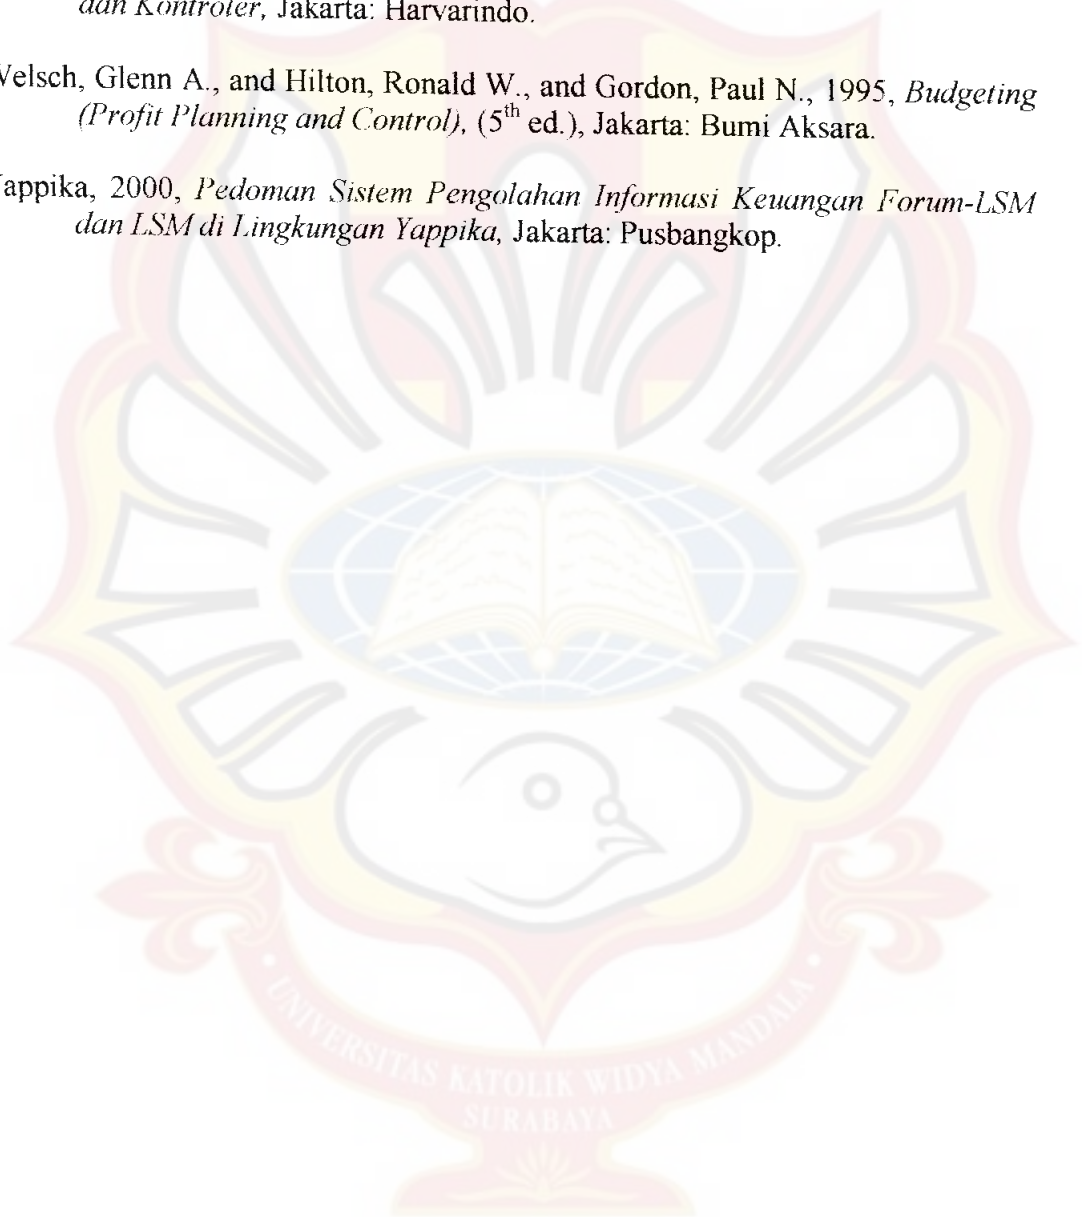 dan Kontroler, Jakarta: Harvarindo.
Welsch, Glenn A., and Hilton, Ronald W., and Gordon, Paul N., 1995, Budgeting
(Profit Planning and Control), (5th ed.), Jakarta: Bumi Aksara.
Yappika, 2000, Pedoman Sistem Pengolahan Informasi Keuangan Forum-LSM
dan LSM di Lingkungan Yappika, Jakarta: Pusbangkop.
UNIVERSITAS KATOLIK WIDYA MANDALA
SURABAYA